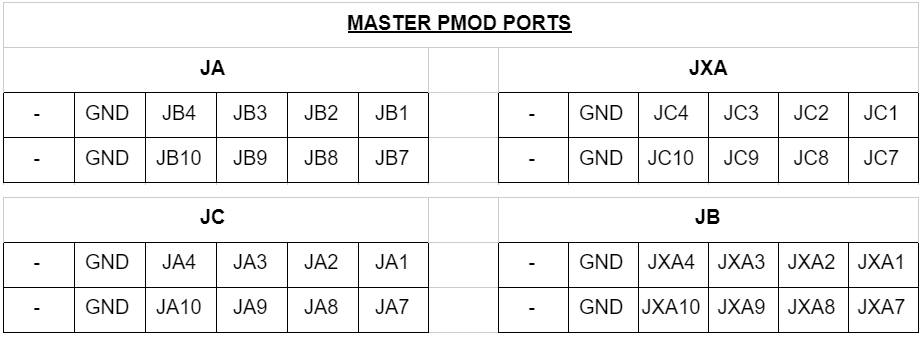 MASTER PMOD PORTS
JA JXA
- GND JB4 JB3 JB2 JB1 - GND JC4 JC3 JC2 JC1
- GND JB10 JB9 JB8 JB7 - GND JC10 JC9 JC8 JC7
JC JB
- GND JA4 JA3 JA2 JA1 - GND JXA4 JXA3 JXA2 JXA1
- GND JA10 JA9 JA8 JA7 - GND JXA10 JXA9 JXA8 JXA7